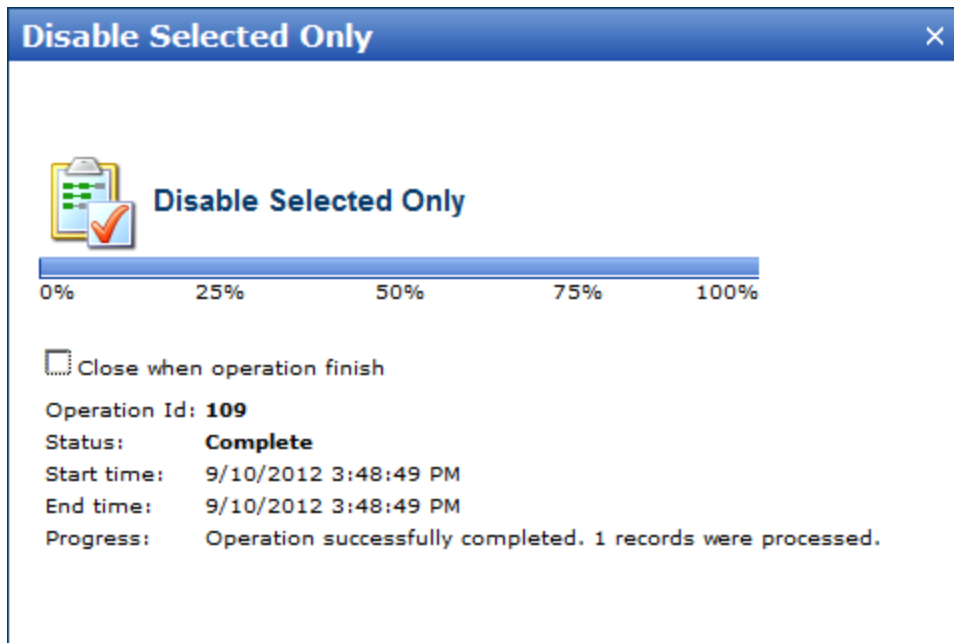 Disable Selected Only
Disable Selected Only
0% 25% 50% 75% 100%
Close when operation finish
Operation Id: 109
Status: Complete
Start time: 9/10/2012 3:48:49 PM
End time: 9/10/2012 3:48:49 PM
Progress: Operation successfully completed. 1 records were processed.